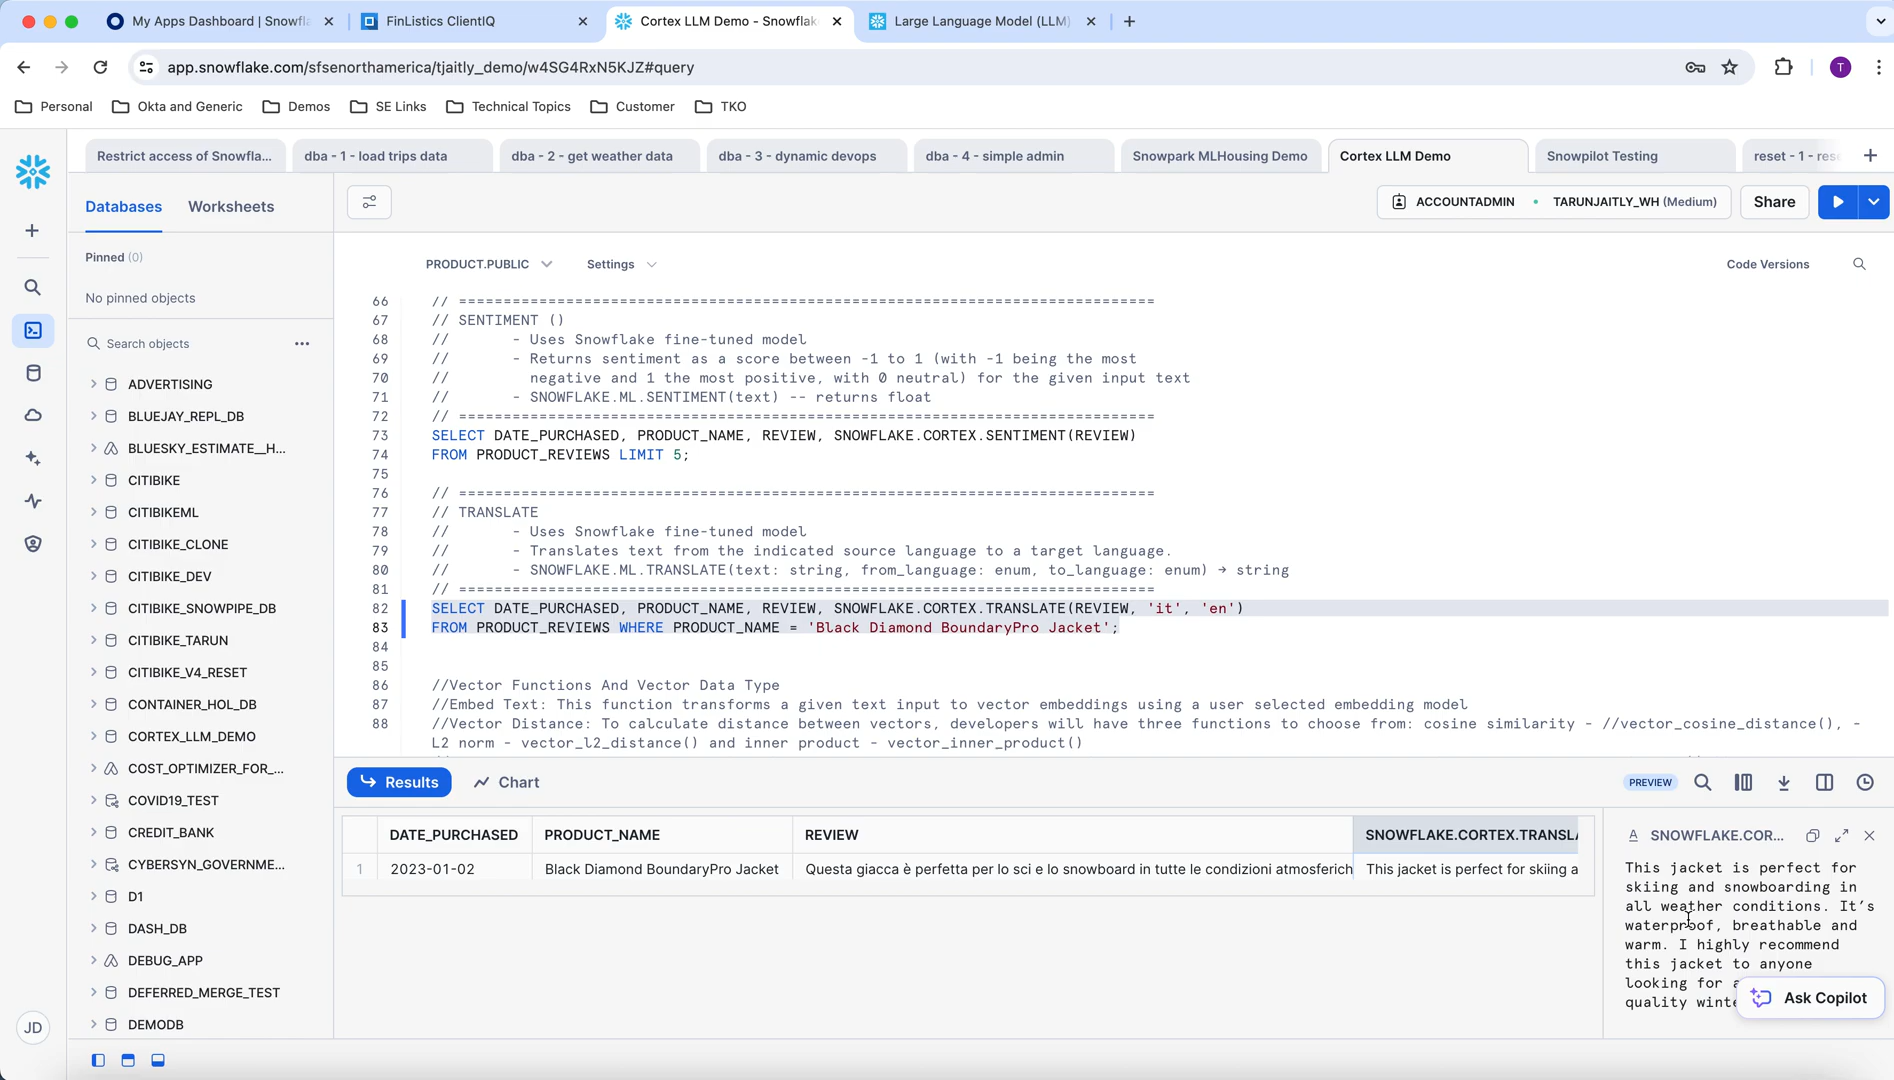 My Apps Dashboard | Snowfla
FinListics ClientIQ
Cortex LLM Demo - Snowflak
Large Language Model (LLM)
app.snowflake.com/sfsenorthamerica/tjaitly_demo/w4SG4RxN5KJZ#query
T
Personal
Okta and Generic
Demos
SE Links
Technical Topics
Customer
TKO
Restrict access of Snowfla...
dba - 1 - load trips data
dba - 2 - get weather data
dba - 3 - dynamic devops
dba - 4 - simple admin
Snowpark MLHousing Demo
Cortex LLM Demo
Snowpilot Testing
reset - 1 - rese
Databases
Worksheets
ACCOUNTADMIN
TARUNJAITLY_WH (Medium)
Share
Pinned (0)
No pinned objects
Search objects
ADVERTISING
BLUEJAY_REPL_DB
BLUESKY_ESTIMATE__H...
CITIBIKE
CITIBIKEML
CITIBIKE_CLONE
CITIBIKE_DEV
CITIBIKE_SNOWPIPE_DB
CITIBIKE_TARUN
CITIBIKE_V4_RESET
CONTAINER_HOL_DB
CORTEX_LLM_DEMO
COST_OPTIMIZER_FOR_...
COVID19_TEST
CREDIT_BANK
CYBERSYN_GOVERNME...
D1
DASH_DB
DEBUG_APP
DEFERRED_MERGE_TEST
DEMODB
JD
PRODUCT.PUBLIC
Settings
Code Versions
66 // ==============================================================================
67 // SENTIMENT ()
68 //       - Uses Snowflake fine-tuned model
69 //       - Returns sentiment as a score between -1 to 1 (with -1 being the most
70 //         negative and 1 the most positive, with 0 neutral) for the given input text
71 //       - SNOWFLAKE.ML.SENTIMENT(text) -- returns float
72 // ==============================================================================
73 SELECT DATE_PURCHASED, PRODUCT_NAME, REVIEW, SNOWFLAKE.CORTEX.SENTIMENT(REVIEW)
74 FROM PRODUCT_REVIEWS LIMIT 5;
75
76 // ==============================================================================
77 // TRANSLATE
78 //       - Uses Snowflake fine-tuned model
79 //       - Translates text from the indicated source language to a target language.
80 //       - SNOWFLAKE.ML.TRANSLATE(text: string, from_language: enum, to_language: enum) → string
81 // ==============================================================================
82 SELECT DATE_PURCHASED, PRODUCT_NAME, REVIEW, SNOWFLAKE.CORTEX.TRANSLATE(REVIEW, 'it', 'en')
83 FROM PRODUCT_REVIEWS WHERE PRODUCT_NAME = 'Black Diamond BoundaryPro Jacket';
84
85
86 //Vector Functions And Vector Data Type
87 //Embed Text: This function transforms a given text input to vector embeddings using a user selected embedding model
88 //Vector Distance: To calculate distance between vectors, developers will have three functions to choose from: cosine similarity - //vector_cosine_distance(), -
L2 norm - vector_l2_distance() and inner product - vector_inner_product()
Results
Chart
PREVIEW
DATE_PURCHASED
PRODUCT_NAME
REVIEW
SNOWFLAKE.CORTEX.TRANSLA
1
2023-01-02
Black Diamond BoundaryPro Jacket
Questa giacca è perfetta per lo sci e lo snowboard in tutte le condizioni atmosferich
This jacket is perfect for skiing a
A SNOWFLAKE.COR...
This jacket is perfect for
skiing and snowboarding in
all weather conditions. It's
waterproof, breathable and
warm. I highly recommend
this jacket to anyone
looking for a
quality winte
Ask Copilot